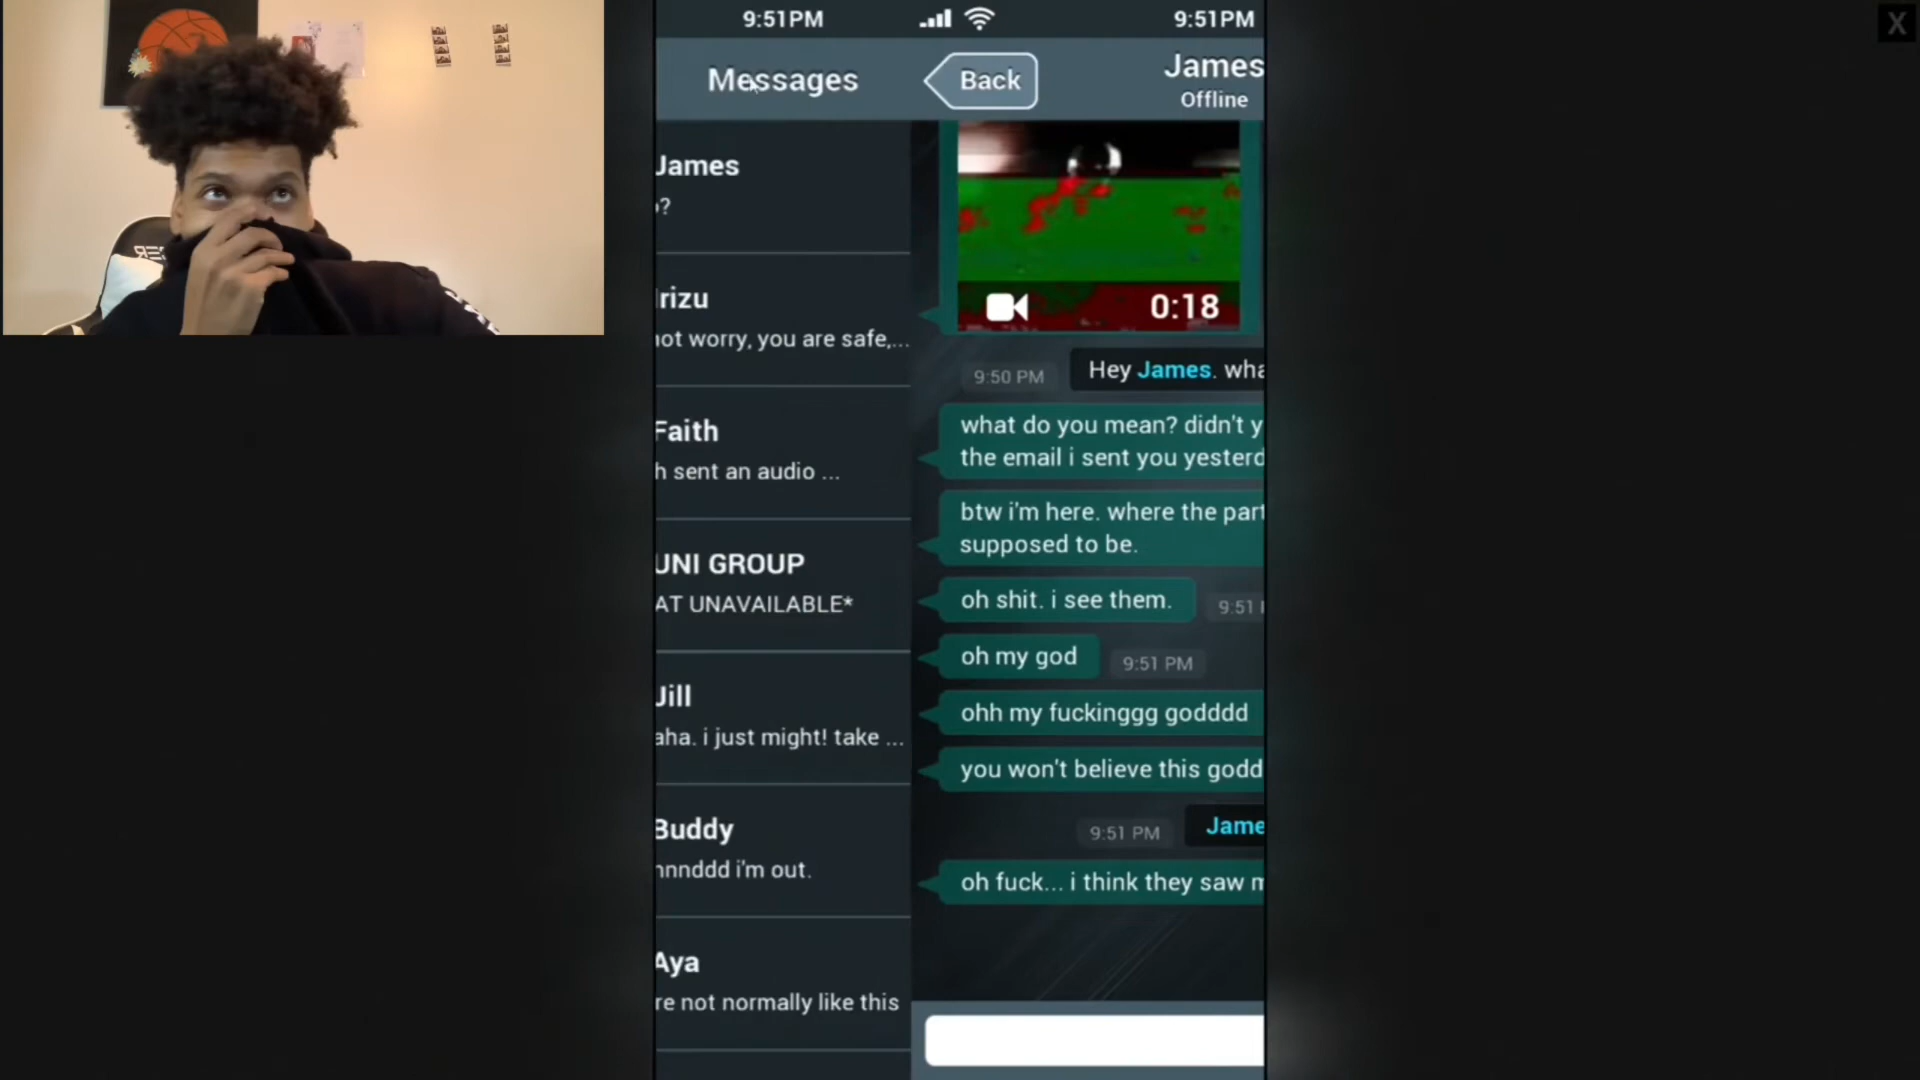 9:51PM
Messages
James
?
rizu
not worry, you are safe,...
Faith
h sent an audio ...
UNI GROUP
AT UNAVAILABLE*
Jill
aha. i just might! take ...
Buddy
nnnddd i'm out.
Aya
re not normally like this
9:51PM
Back
James
Offline
0:18
9:50 PM
Hey James. wha
what do you mean? didn't y
the email i sent you yesterd
btw i'm here. where the part
supposed to be.
oh shit. i see them.
9:51
oh my god
9:51 PM
ohh my fuckinggg godddd
you won't believe this godd
9:51 PM
Jame
oh fuck... i think they saw m
X